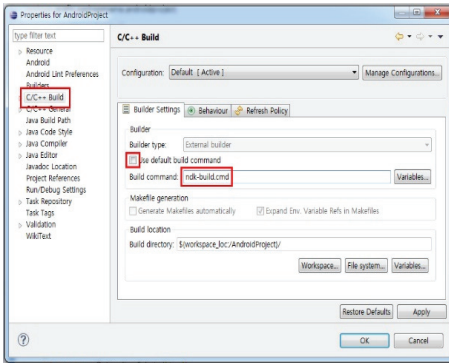 Properties for AndroidProject
type filter text
Resource
Android
Android Lint Preferences
Builders
C/C++ Build
C/C++ General
Java Build Path
Java Code Style
Java Compiler
Java Editor
Javadoc Location
Project References
Run/Debug Settings
Task Repository
Task Tags
Validation
WikiText
C/C++ Build
Configuration: Default [ Active ]
Manage Configurations...
Builder Settings
Behaviour
Refresh Policy
Builder
Builder type: External builder
Use default build command
Build command: ndk-build.cmd
Variables...
Makefile generation
Generate Makefiles automatically
Expand Env. Variable Refs in Makefiles
Build location
Build directory: ${workspace_loc:/AndroidProject}/
Workspace...
File system...
Variables...
Restore Defaults
Apply
OK
Cancel